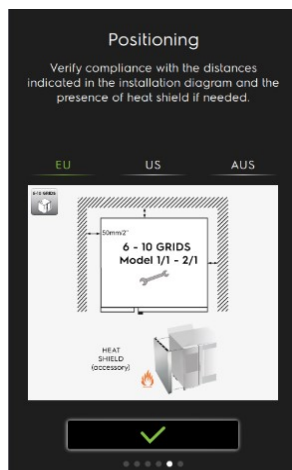 Positioning
Verify compliance with the distances
indicated in the installation diagram and the
presence of heat shield if needed.
EU US AUS
6-10 GRIDS
50mm/2"
6 - 10 GRIDS
Model 1/1 - 2/1
HEAT
SHIELD
(accessory)